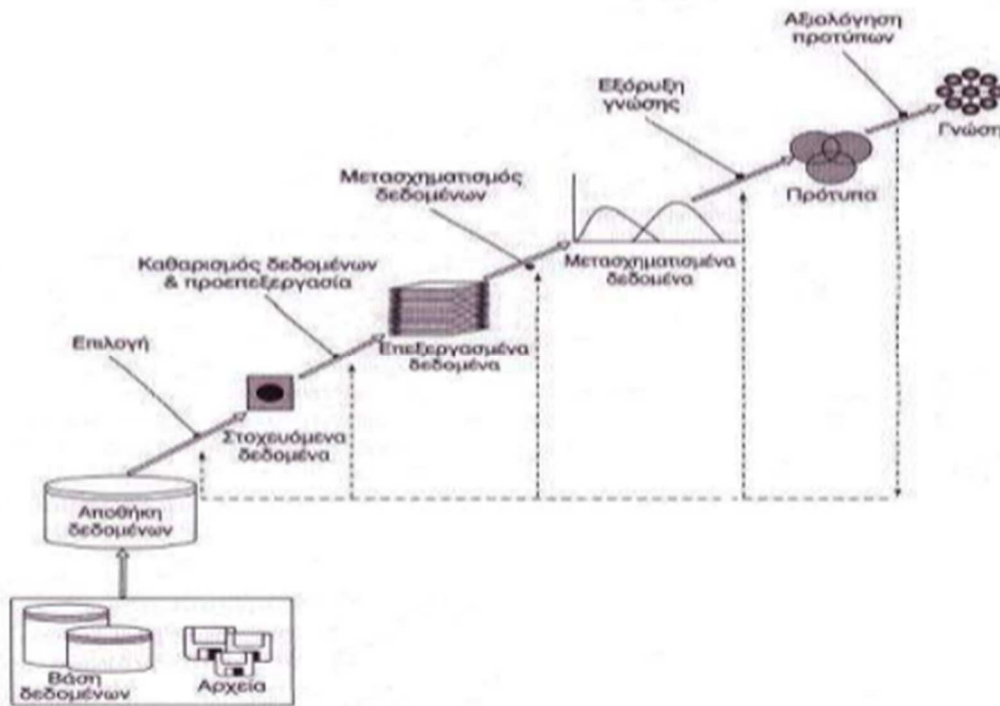 Αξιολόγηση
προτύπων
Γνώση
Εξόρυξη
γνώσης
Πρότυπα
Μετασχηματισμός
δεδομένων
Μετασχηματισμένα
δεδομένα
Καθαρισμός δεδομένων
& προεπεξεργασία
Επεξεργασμένα
δεδομένα
Επιλογή
Στοχευόμενα
δεδομένα
Αποθήκη
δεδομένων
Βάση
δεδομένων
Αρχεία